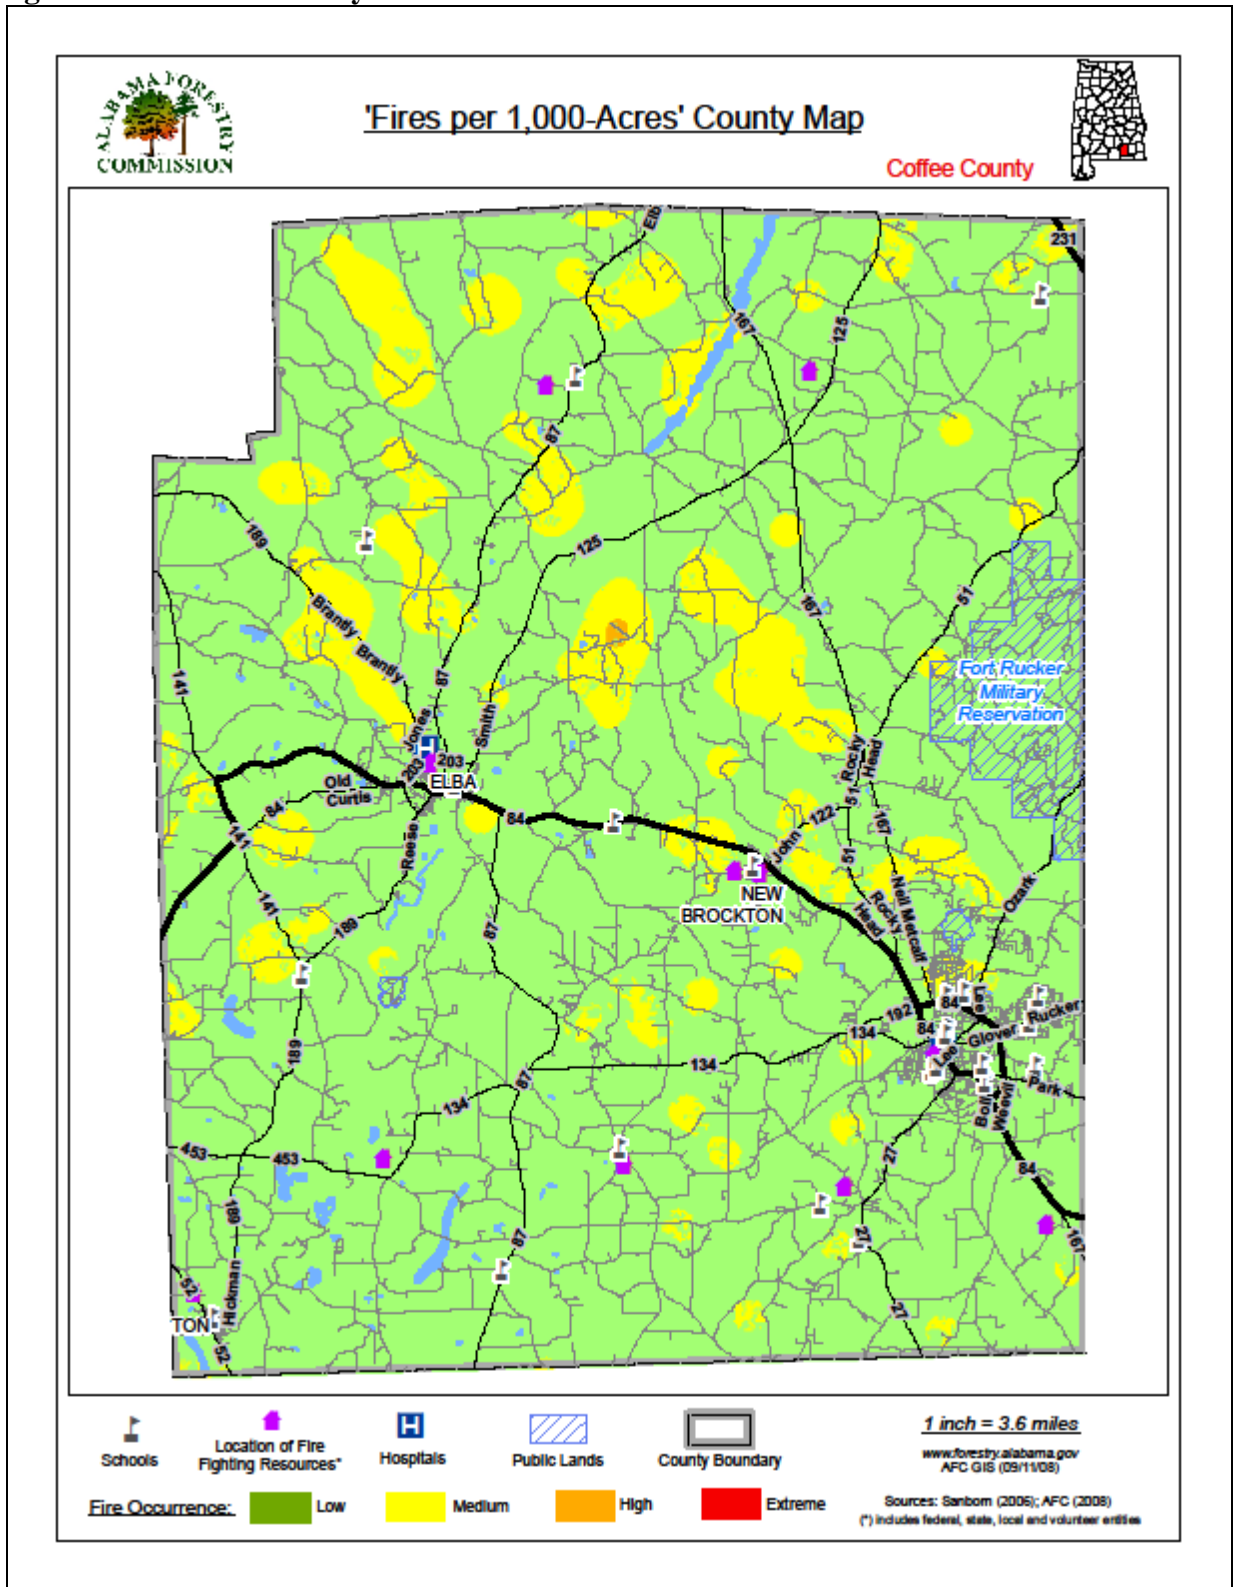 ALABAMA FORESTRY
COMMISSION
'Fires per 1,000-Acres' County Map
Coffee County
Elb
231
167
125
87
189
125
167
51
Brantly
Brantly
141
87
Smith
Jones
H
203
203
ELBA
Old
Curtis
84
84
141
Reese
Fort Rucker
Military
Reservation
Rocky
Head
51
122
John
167
51
NEW
BROCKTON
Neil Metcalf
Rocky
Head
Ozark
141
189
87
84
Lee
192
134
84
Glover
Rucker
Lee
189
134
87
134
Park
Boll
Weevil
453
453
27
84
189
87
27
167
52
Hickman
TON
52
27
Schools
Location of Fire
Fighting Resources*
H
Hospitals
Public Lands
County Boundary
1 inch = 3.6 miles
www.forestry.alabama.gov
AFC GIS (09/11/08)
Fire Occurrence:
Low
Medium
High
Extreme
Sources: Sanborn (2006); AFC (2008)
(*) includes federal, state, local and volunteer entities